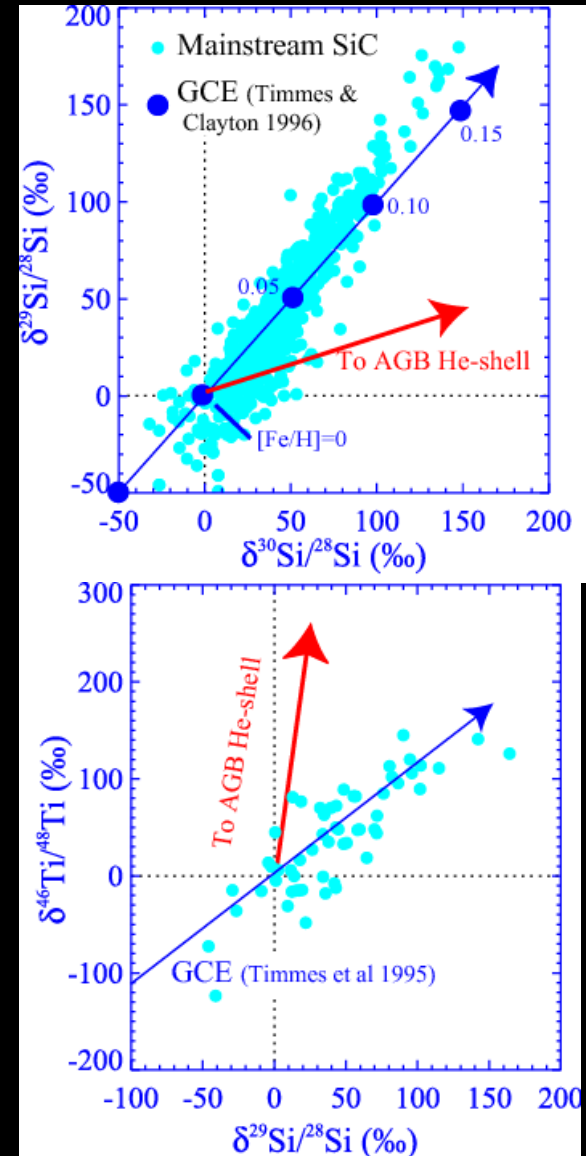 200
150
100
50
0
-50
δ²⁹Si/²⁸Si (‰)
Mainstream SiC
GCE (Timmes &
Clayton 1996)
0.15
0.10
0.05
To AGB He-shell
[Fe/H]=0
-50 0 50 100 150 200
δ³⁰Si/²⁸Si (‰)
300
200
100
0
-100
-200
δ⁴⁶Ti/⁴⁸Ti (‰)
To AGB He-shell
GCE (Timmes et al 1995)
-100 -50 0 50 100 150 200
δ²⁹Si/²⁸Si (‰)